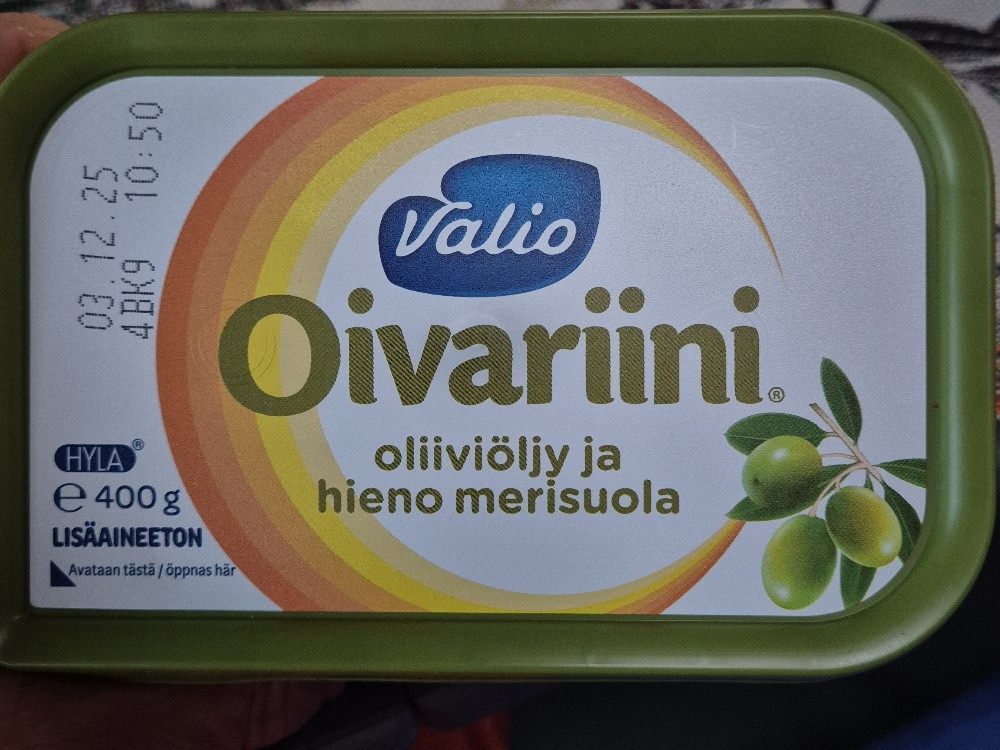 03.12.25
4BK9 10:50
Valio
Oivariini®
oliiviöljy ja
hieno merisuola
HYLA®
℮ 400 g
LISÄAINEETON
Avataan tästä / öppnas här